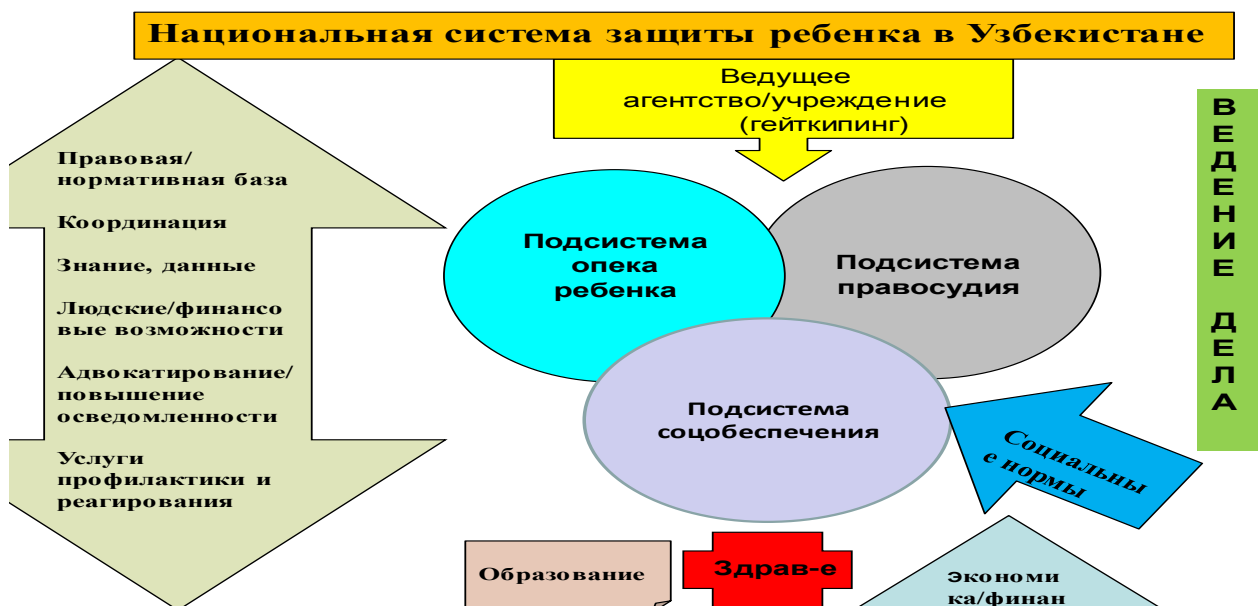 Национальная система защиты ребенка в Узбекистане
Ведущее
агентство/учреждение
(гейткипинг)
Правовая/
нормативная база
Координация
Знание, данные
Людские/финансо
вые возможности
Адвокатирование/
повышение
осведомленности
Услуги
профилактики и
реагирования
Подсистема
опека
ребенка
Подсистема
правосудия
Подсистема
соцобеспечения
Социальны
е нормы
В
Е
Д
Е
Н
И
Е
Д
Е
Л
А
Образование
Здрав-е
Экономи
ка/финан